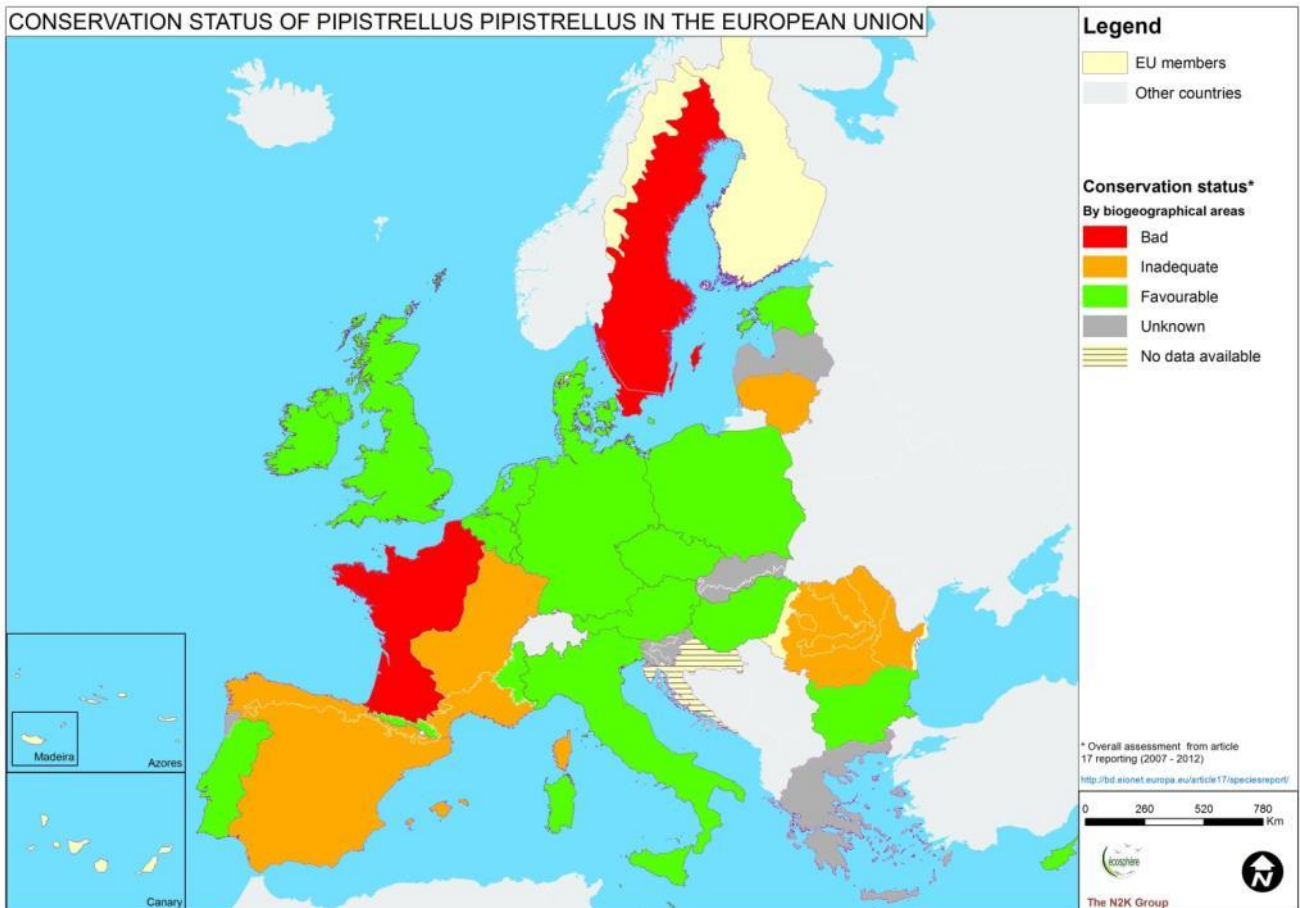 CONSERVATION STATUS OF PIPISTRELLUS PIPISTRELLUS IN THE EUROPEAN UNION
Legend
EU members
Other countries
Conservation status*
By biogeographical areas
Bad
Inadequate
Favourable
Unknown
No data available
Madeira
Azores
Canary
* Overall assessment from article
17 reporting (2007 - 2012)
http://bd.eionet.europa.eu/article17/speciesreport/
0 260 520 780
Km
écosphère
N
The N2K Group